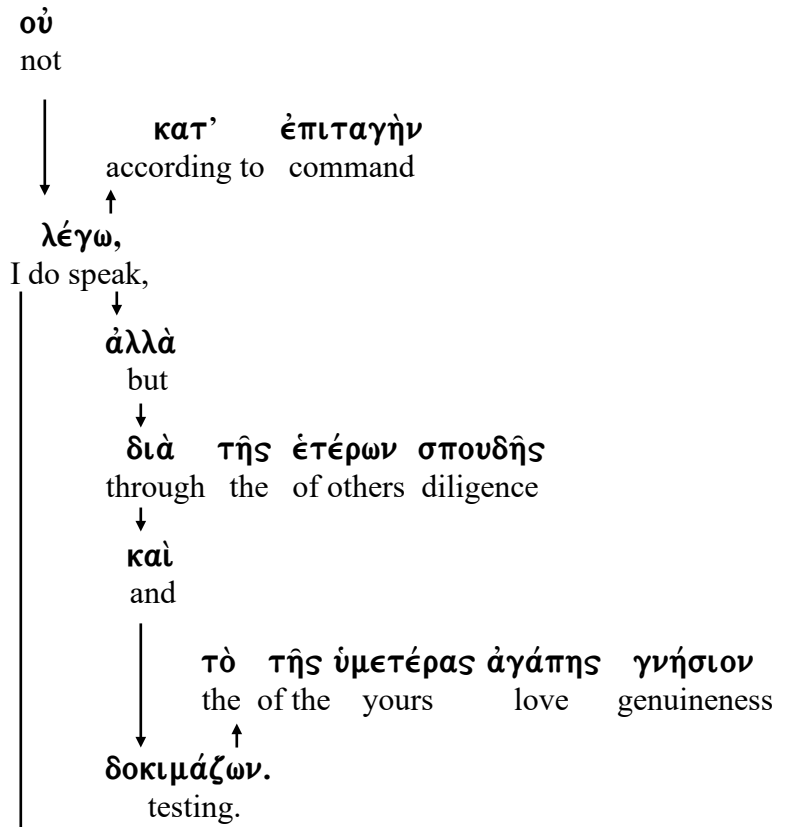 οὐ
not
κατ’ ἐπιταγὴν
according to command
λέγω,
I do speak,
ἀλλὰ
but
διὰ τῆς ἑτέρων σπουδῆς
through the of others diligence
καὶ
and
τὸ τῆς ὑμετέρας ἀγάπης γνήσιον
the of the yours love genuineness
δοκιμάζων.
testing.